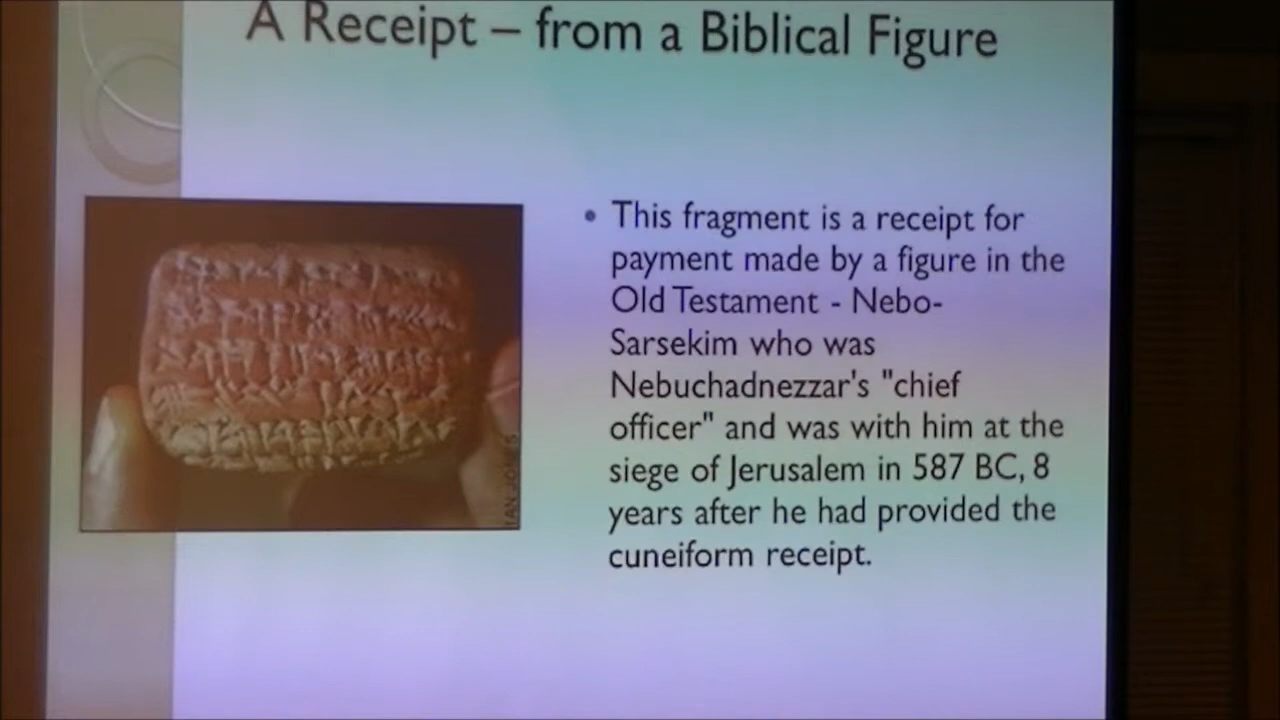 A Receipt – from a Biblical Figure
• This fragment is a receipt for
payment made by a figure in the
Old Testament - Nebo-
Sarsekim who was
Nebuchadnezzar's "chief
officer" and was with him at the
siege of Jerusalem in 587 BC, 8
years after he had provided the
cuneiform receipt.
IAN JONES